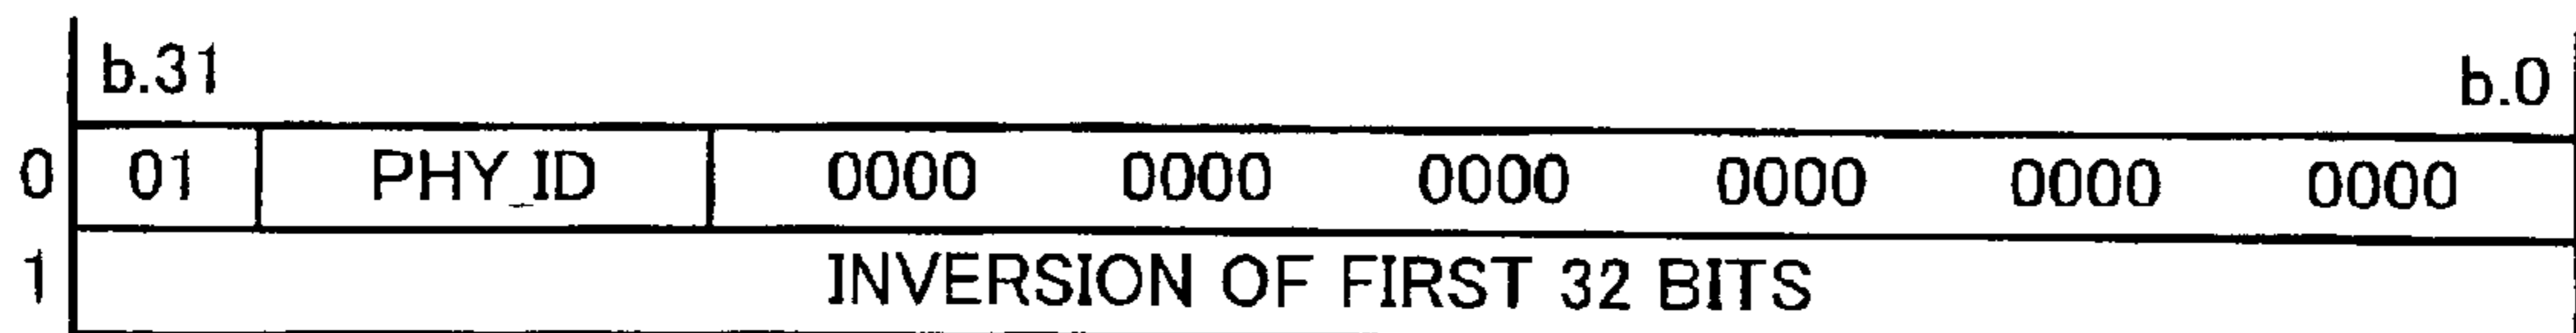 b.31 b.0
0 01 PHY_ID 0000 0000 0000 0000 0000 0000
1 INVERSION OF FIRST 32 BITS